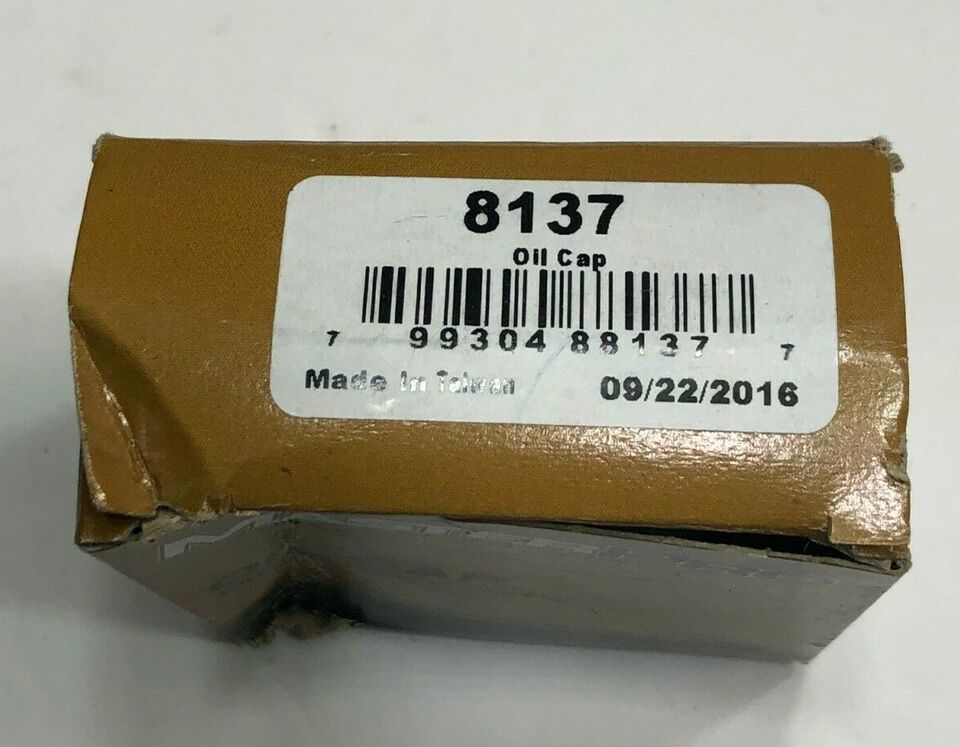 8137
Oil Cap
7 99304 88137 7
Made In Taiwan 09/22/2016